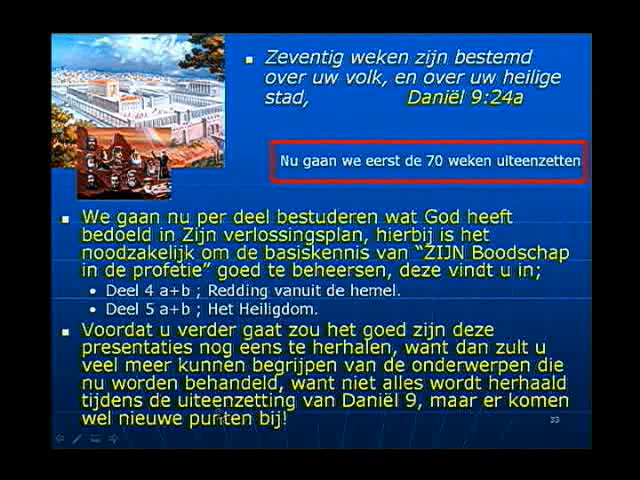 Zeventig weken zijn bestemd
over uw volk, en over uw heilige
stad, Daniël 9:24a
Nu gaan we eerst de 70 weken uiteenzetten
We gaan nu per deel bestuderen wat God heeft
bedoeld in Zijn verlossingsplan, hierbij is het
noodzakelijk om de basiskennis van “ZIJN Boodschap
in de profetie” goed te beheersen, deze vindt u in;
• Deel 4 a+b ; Redding vanuit de hemel.
• Deel 5 a+b ; Het Heiligdom.
Voordat u verder gaat zou het goed zijn deze
presentaties nog eens te herhalen, want dan zult u
veel meer kunnen begrijpen van de onderwerpen die
nu worden behandeld, want niet alles wordt herhaald
tijdens de uiteenzetting van Daniël 9, maar er komen
wel nieuwe punten bij!
33